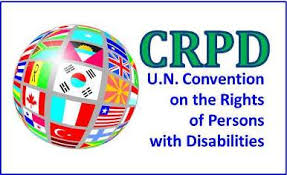 CRPD
U.N. Convention
on the Rights
of Persons
with Disabilities